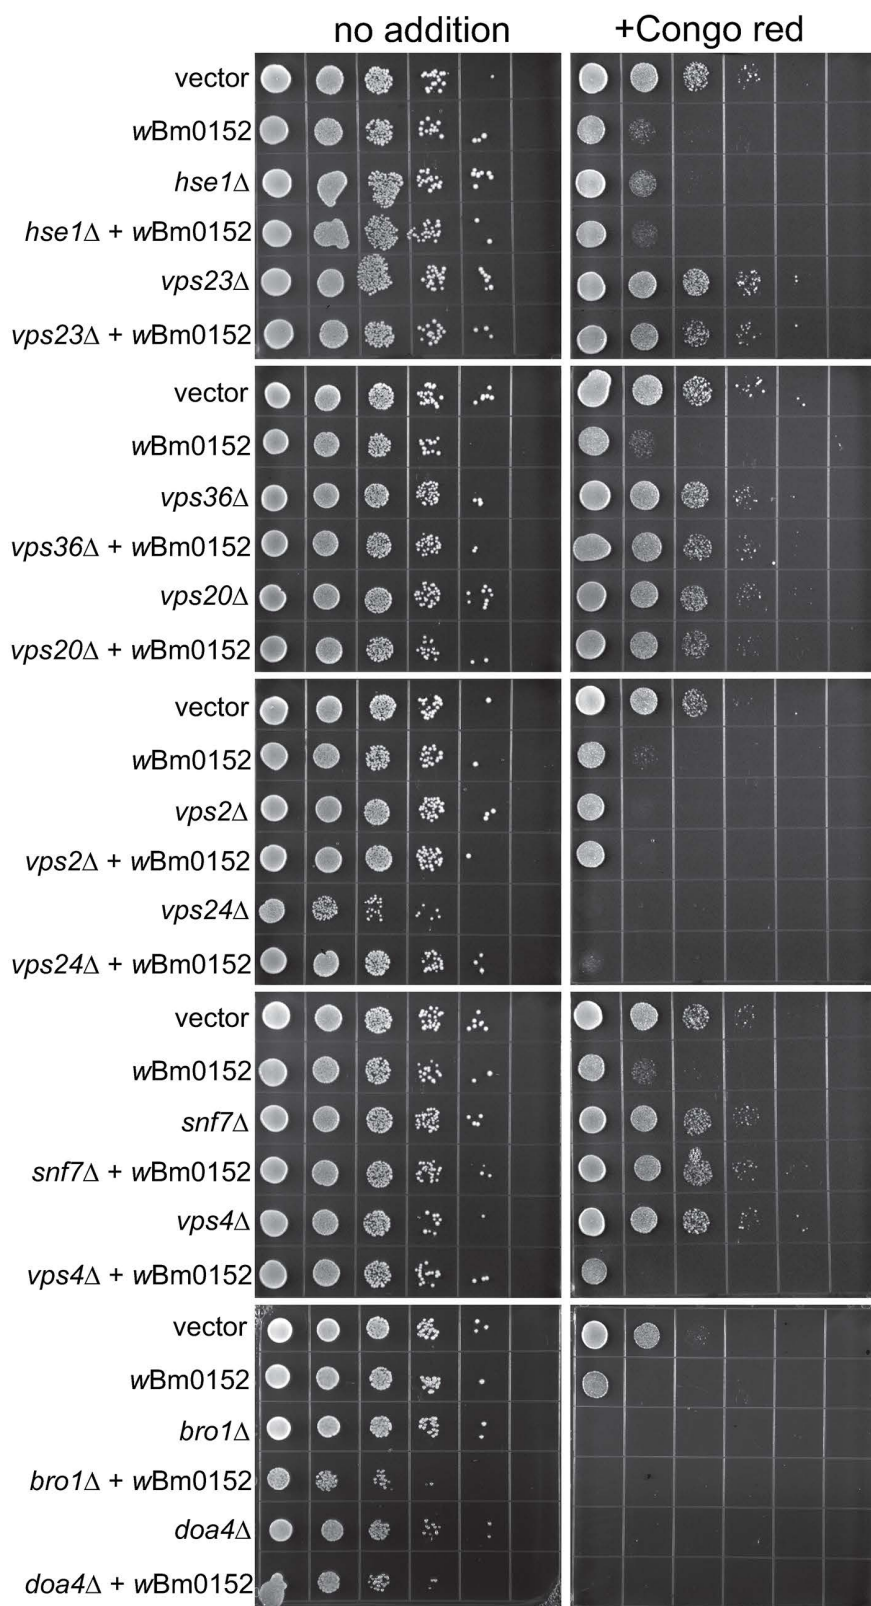 no addition +Congo red
vector
wBm0152
hse1Δ
hse1Δ + wBm0152
vps23Δ
vps23Δ + wBm0152
vector
wBm0152
vps36Δ
vps36Δ + wBm0152
vps20Δ
vps20Δ + wBm0152
vector
wBm0152
vps2Δ
vps2Δ + wBm0152
vps24Δ
vps24Δ + wBm0152
vector
wBm0152
snf7Δ
snf7Δ + wBm0152
vps4Δ
vps4Δ + wBm0152
vector
wBm0152
bro1Δ
bro1Δ + wBm0152
doa4Δ
doa4Δ + wBm0152